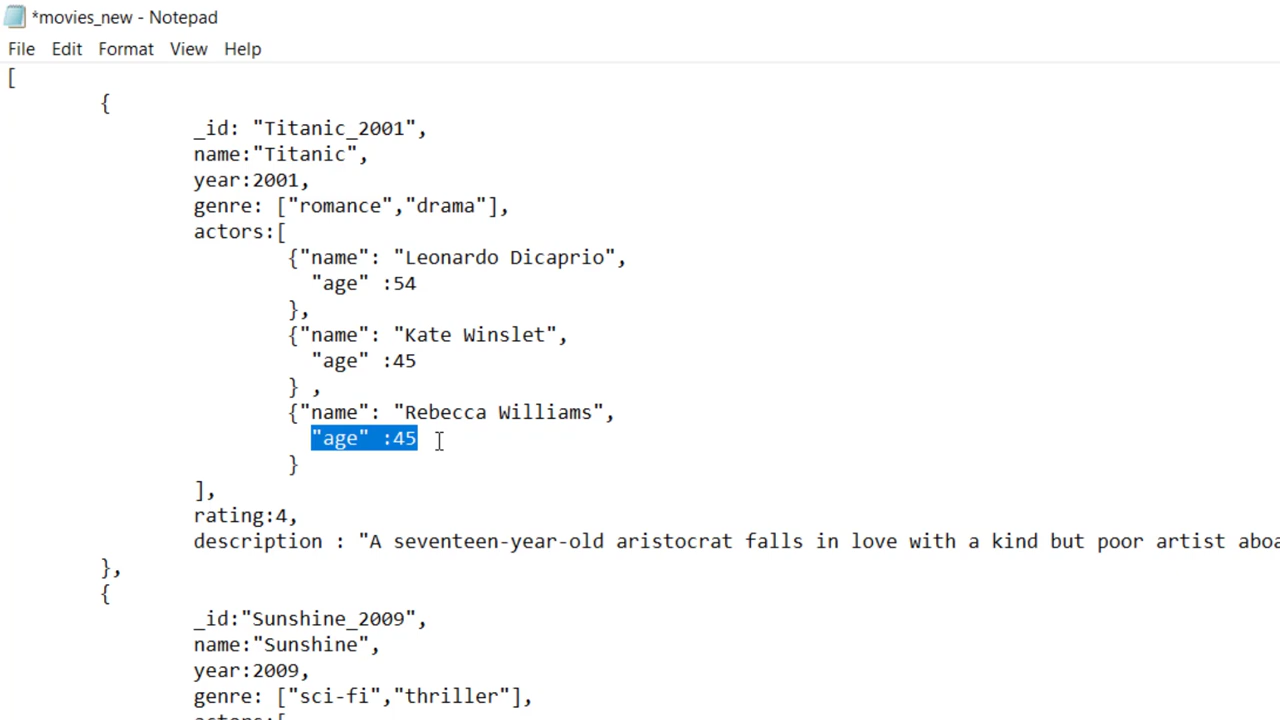 *movies_new - Notepad
File Edit Format View Help
[
{
_id: "Titanic_2001",
name:"Titanic",
year:2001,
genre: ["romance","drama"],
actors:[
{"name": "Leonardo Dicaprio",
"age" :54
},
{"name": "Kate Winslet",
"age" :45
} ,
{"name": "Rebecca Williams",
"age" :45
}
],
rating:4,
description : "A seventeen-year-old aristocrat falls in love with a kind but poor artist aboa
},
{
_id:"Sunshine_2009",
name:"Sunshine",
year:2009,
genre: ["sci-fi","thriller"],
actors:[